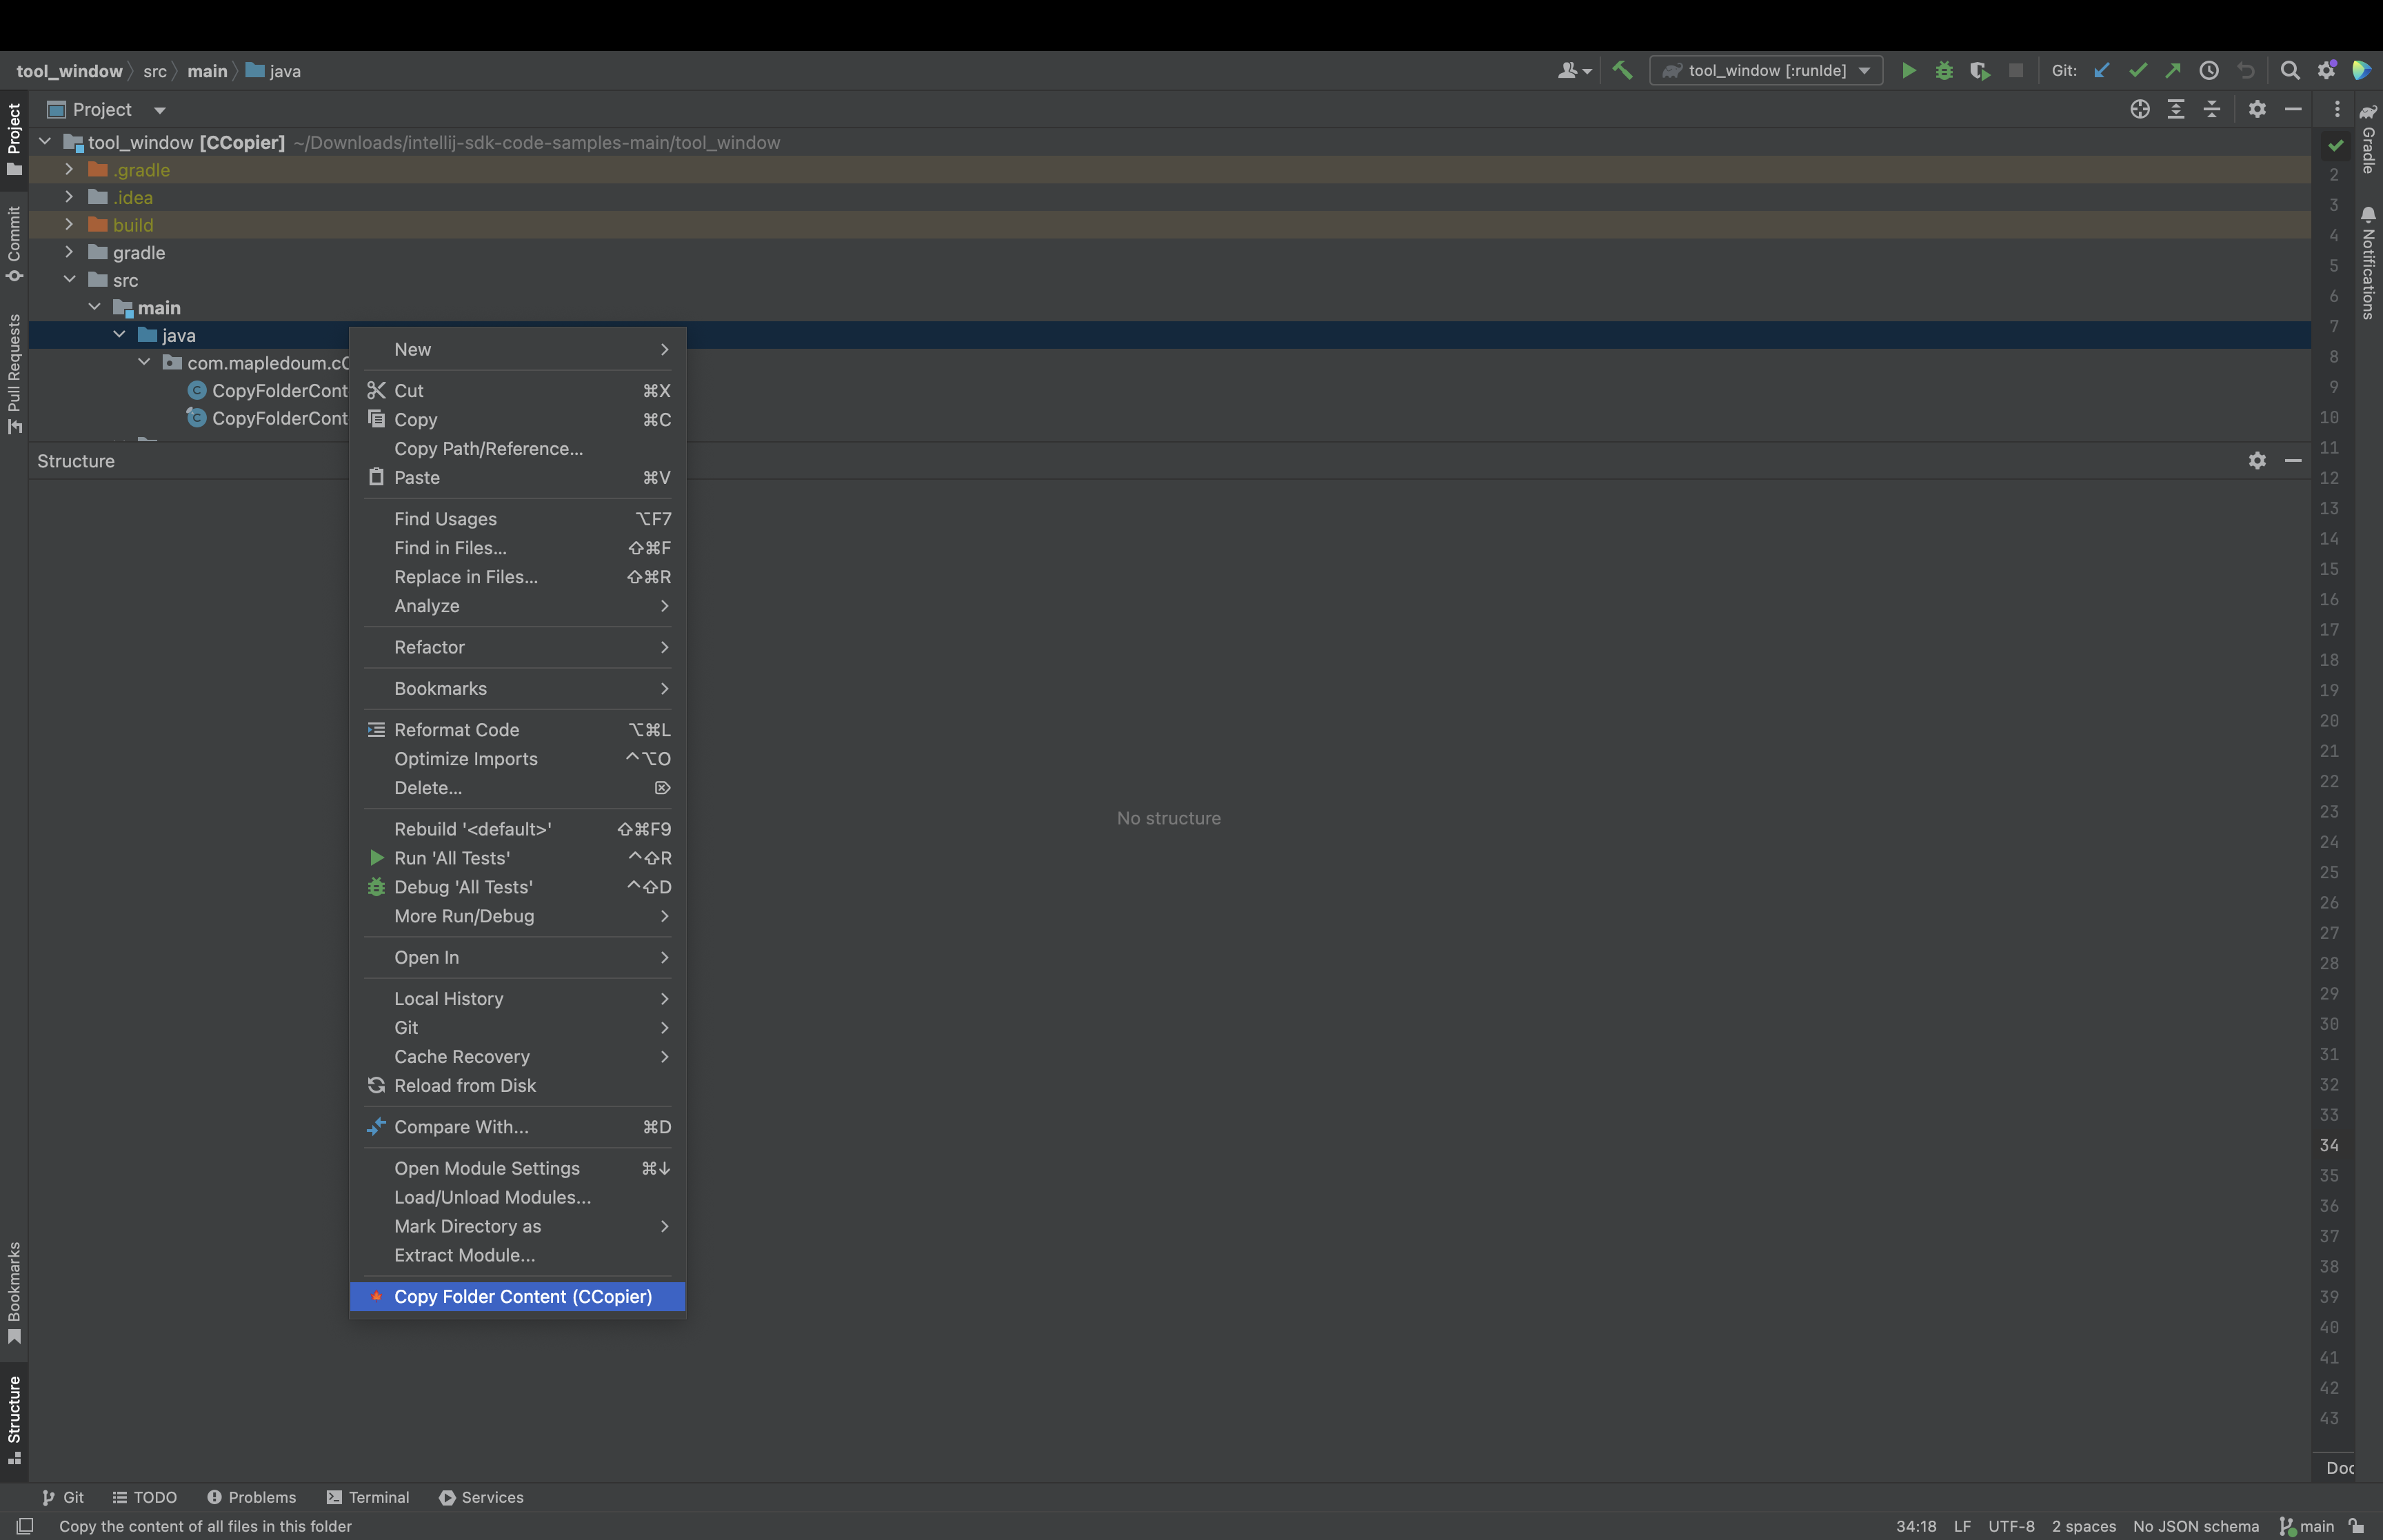 tool_window src main java
tool_window [:runIde] Git:
Project
Project
Commit
Pull Requests
Bookmarks
Structure
tool_window [CCopier] ~/Downloads/intellij-sdk-code-samples-main/tool_window
.gradle
.idea
build
gradle
src
main
java
com.mapledoum.cC
CopyFolderCont
CopyFolderCont
Structure
No structure
New
Cut ⌘X
Copy ⌘C
Copy Path/Reference...
Paste ⌘V
Find Usages ⌥F7
Find in Files... ⇧⌘F
Replace in Files... ⇧⌘R
Analyze
Refactor
Bookmarks
Reformat Code ⌥⌘L
Optimize Imports ^⌥O
Delete... ⌦
Rebuild '<default>' ⇧⌘F9
Run 'All Tests' ^⇧R
Debug 'All Tests' ^⇧D
More Run/Debug
Open In
Local History
Git
Cache Recovery
Reload from Disk
Compare With... ⌘D
Open Module Settings ⌘↓
Load/Unload Modules...
Mark Directory as
Extract Module...
Copy Folder Content (CCopier)
2
3
4
5
6
7
8
9
10
11
12
13
14
15
16
17
18
19
20
21
22
23
24
25
26
27
28
29
30
31
32
33
34
35
36
37
38
39
40
41
42
43
Doc
Gradle
Notifications
Git TODO Problems Terminal Services
Copy the content of all files in this folder 34:18 LF UTF-8 2 spaces No JSON schema main